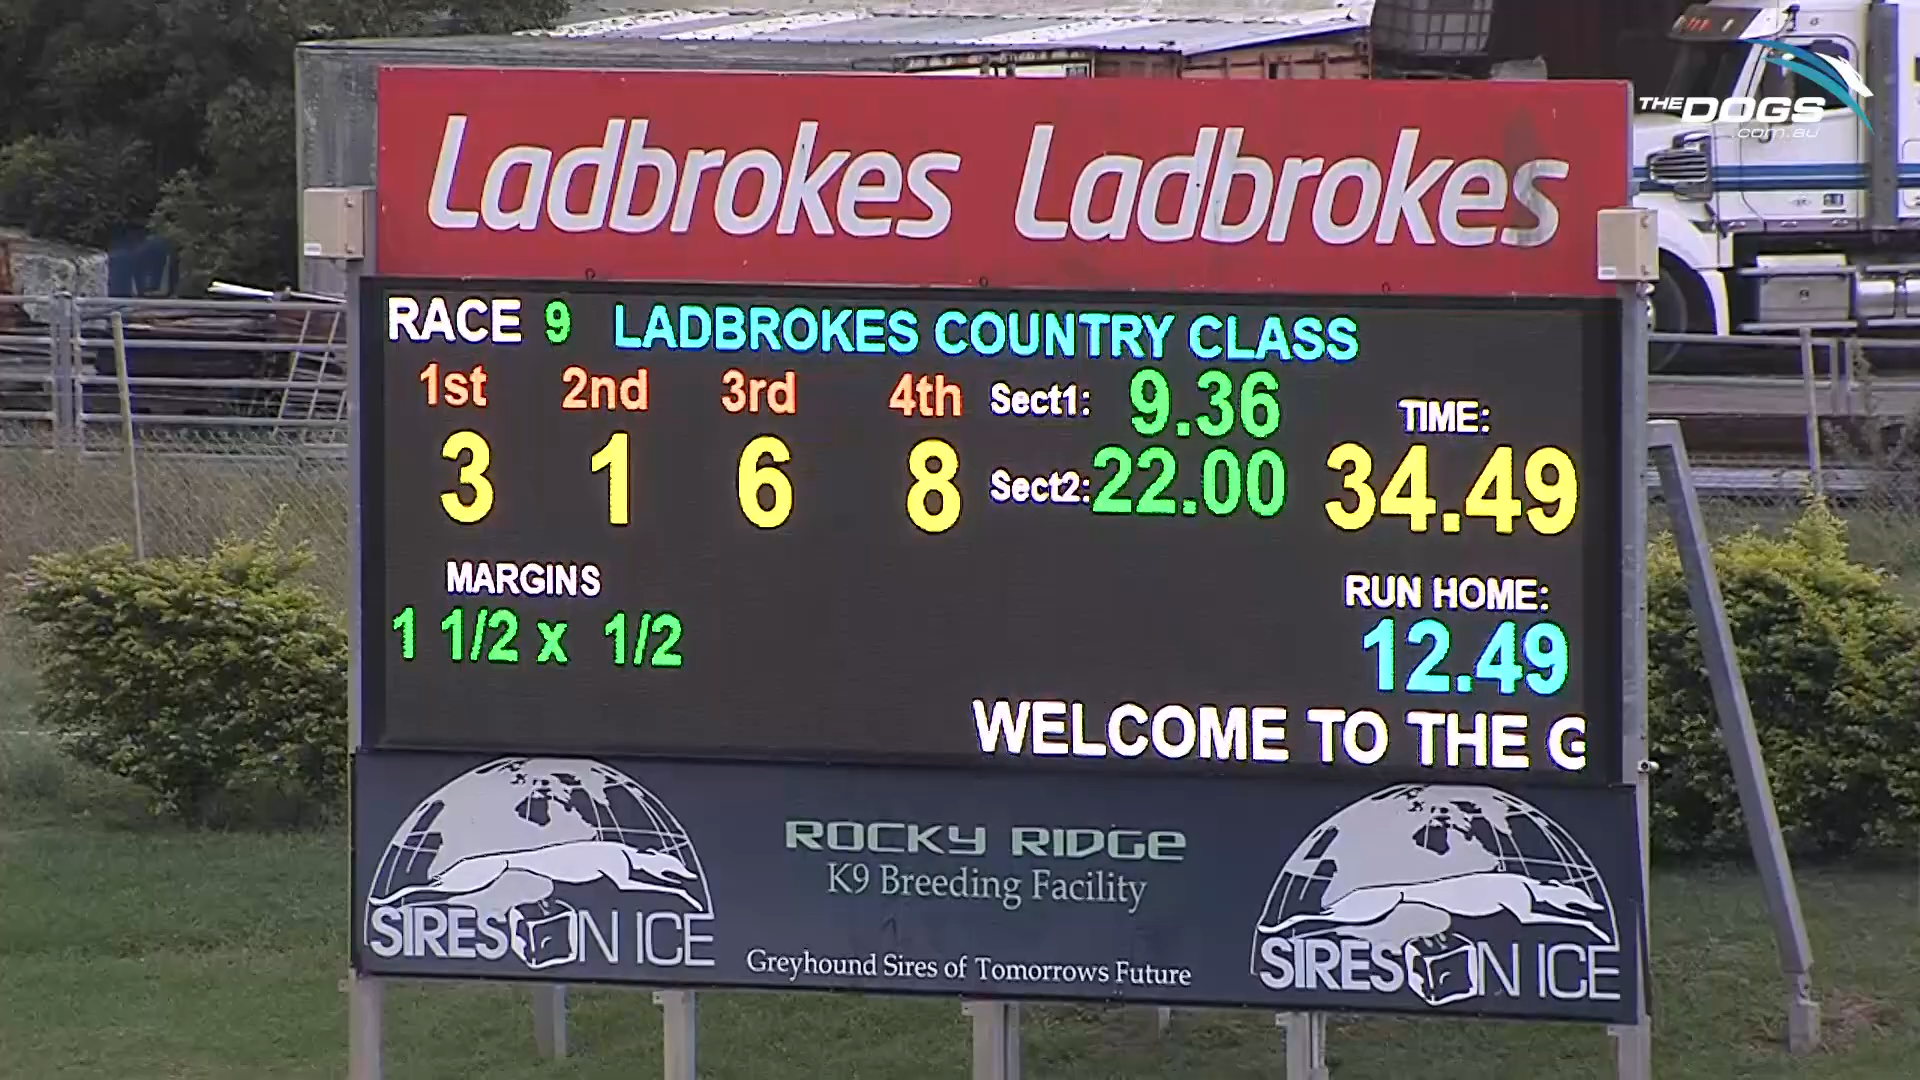 THE DOGS
.com.au
Ladbrokes Ladbrokes
RACE 9 LADBROKES COUNTRY CLASS
1st 2nd 3rd 4th Sect1: 9.36 TIME:
3 1 6 8 Sect2: 22.00 34.49
MARGINS RUN HOME:
1 1/2 x 1/2 12.49
WELCOME TO THE G
ROCKY RIDGE
K9 Breeding Facility
SIRES ON ICE
Greyhound Sires of Tomorrows Future
SIRES ON ICE